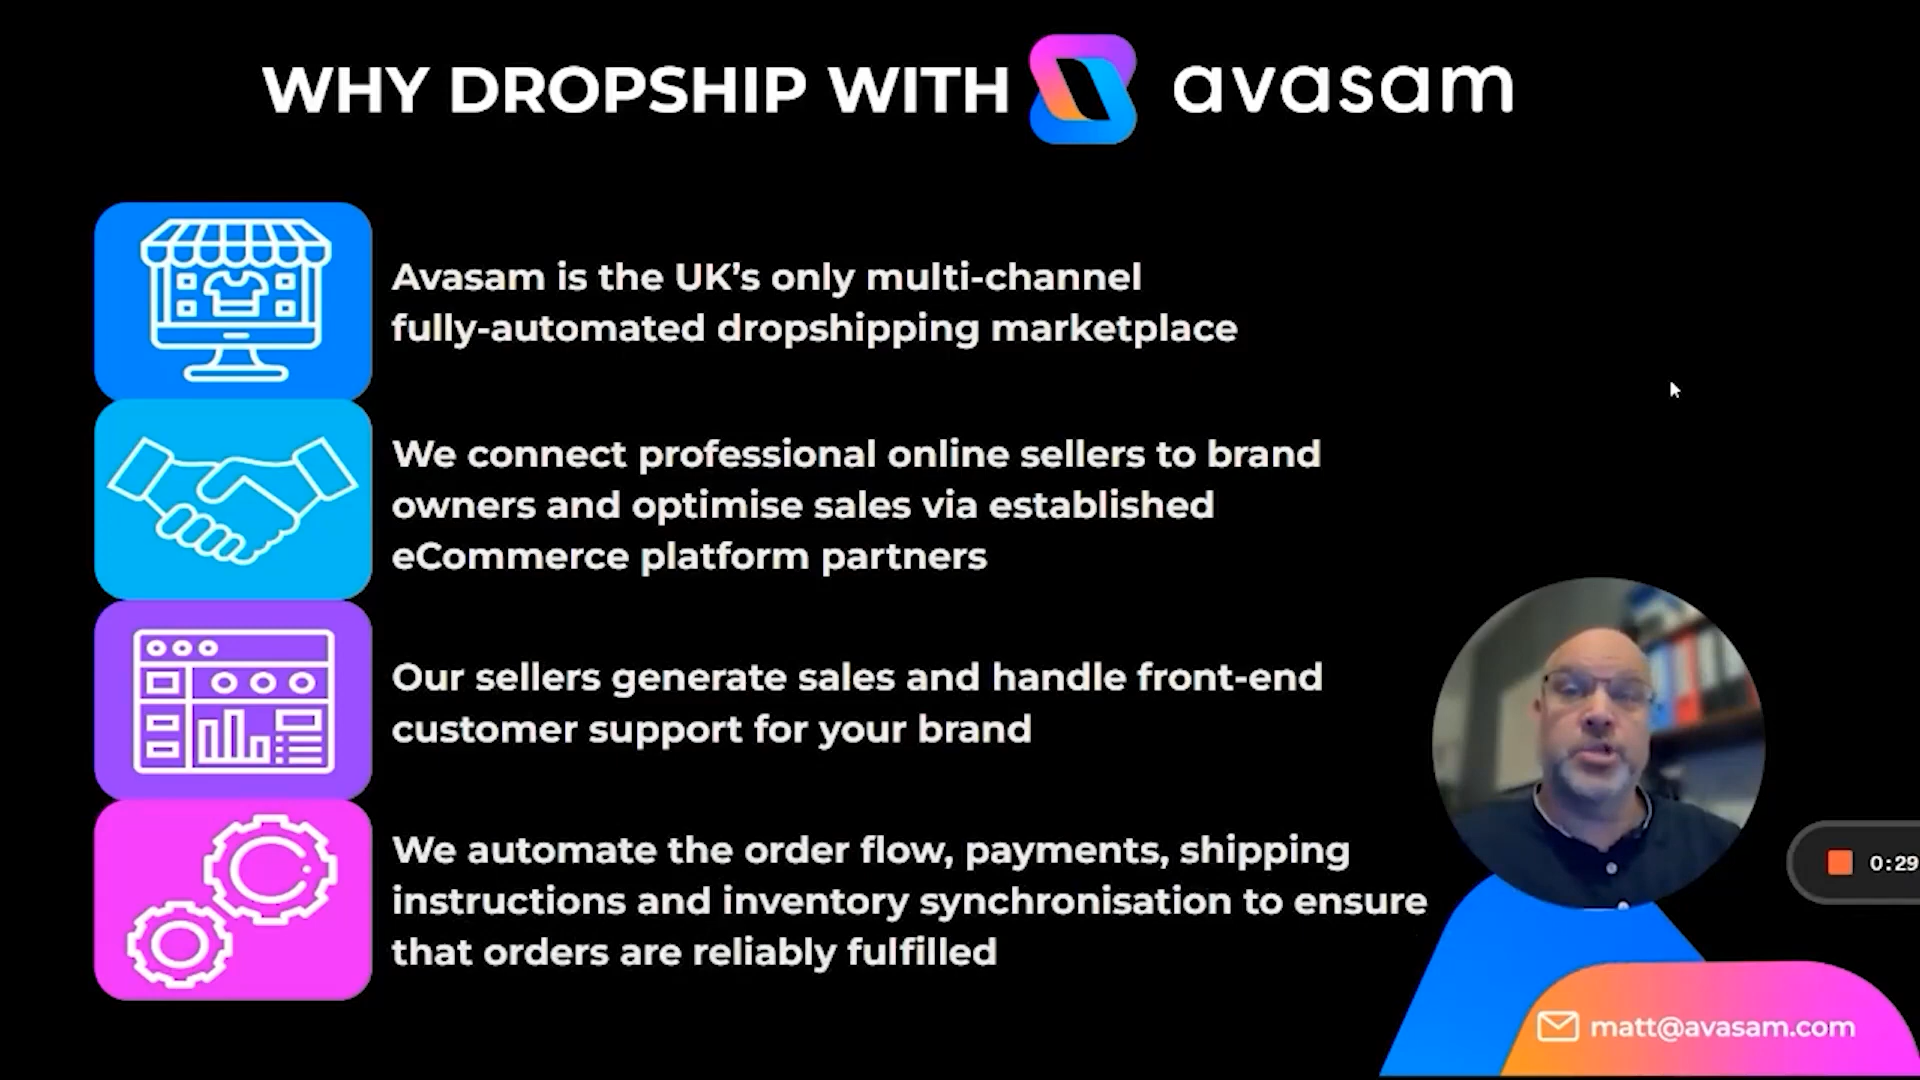 WHY DROPSHIP WITH avasam
Avasam is the UK’s only multi-channel
fully-automated dropshipping marketplace
We connect professional online sellers to brand
owners and optimise sales via established
eCommerce platform partners
Our sellers generate sales and handle front-end
customer support for your brand
We automate the order flow, payments, shipping
instructions and inventory synchronisation to ensure
that orders are reliably fulfilled
0:29
matt@avasam.com